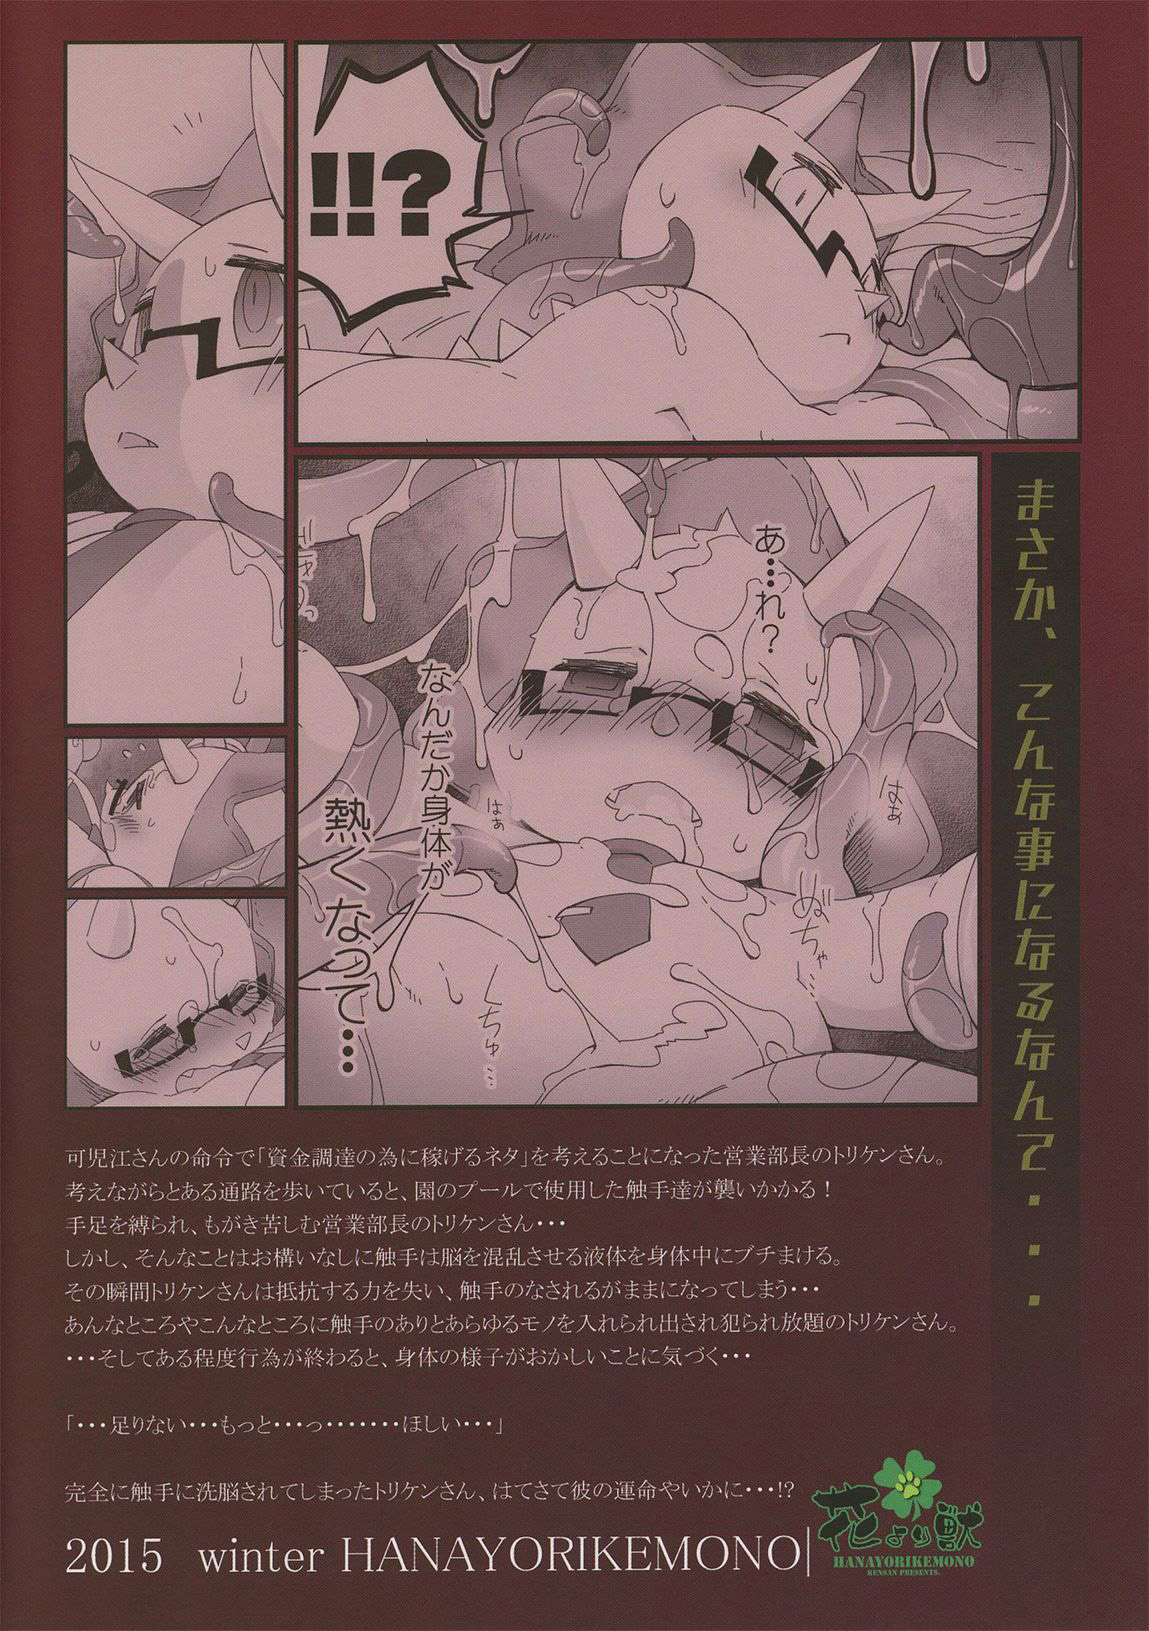 まさか、こんな事になるなんて・・・
!!?
あ…れ?
なんだか身体が
熱くなって…
はぁ
はぁ
ぬちゃ…
くちゅ…
可児江さんの命令で「資金調達の為に稼げるネタ」を考えることになった営業部長のトリケンさん。
考えながらとある通路を歩いていると、園のプールで使用した触手達が襲いかかる!
手足を縛られ、もがき苦しむ営業部長のトリケンさん・・・
しかし、そんなことはお構いなしに触手は脳を混乱させる液体を身体中にブチまける。
その瞬間トリケンさんは抵抗する力を失い、触手のなされるがままになってしまう・・・
あんなところやこんなところに触手のありとあらゆるモノを入れられ出され犯られ放題のトリケンさん。
・・・そしてある程度行為が終わると、身体の様子がおかしいことに気づく・・・
「・・・足りない・・・もっと・・・っ・・・・・・・ほしい・・・」
完全に触手に洗脳されてしまったトリケンさん、はてさて彼の運命やいかに・・・!?
2015 winter HANAYORIKEMONO|
花より獣
HANAYORIKEMONO
KENSAN PRESENTS.